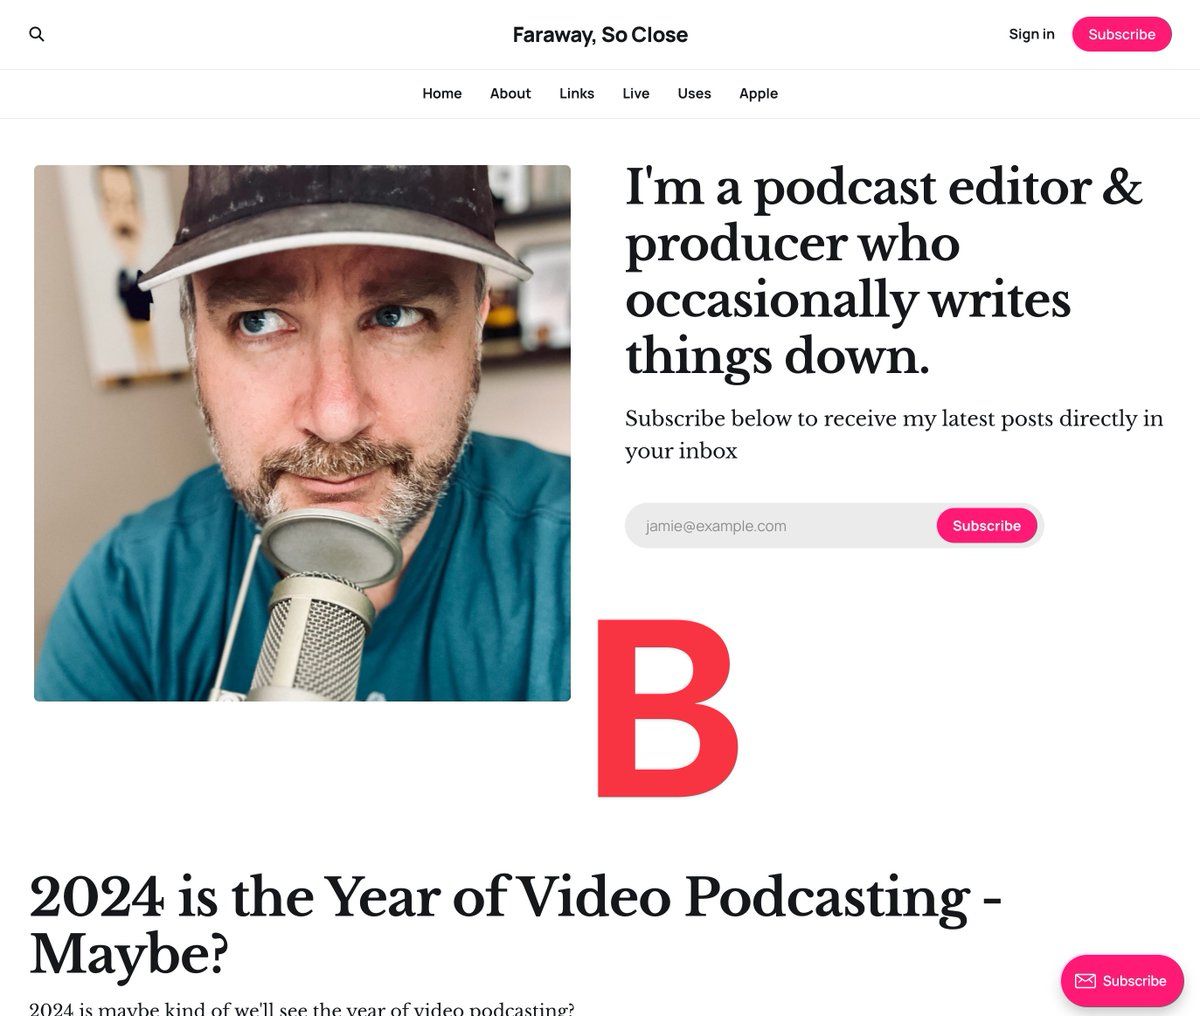 Faraway, So Close
Sign in
Subscribe
Home About Links Live Uses Apple
I'm a podcast editor &
producer who
occasionally writes
things down.
Subscribe below to receive my latest posts directly in
your inbox
jamie@example.com
Subscribe
B
2024 is the Year of Video Podcasting -
Maybe?
2024 is maybe kind of we'll see the year of video podcasting?
Subscribe